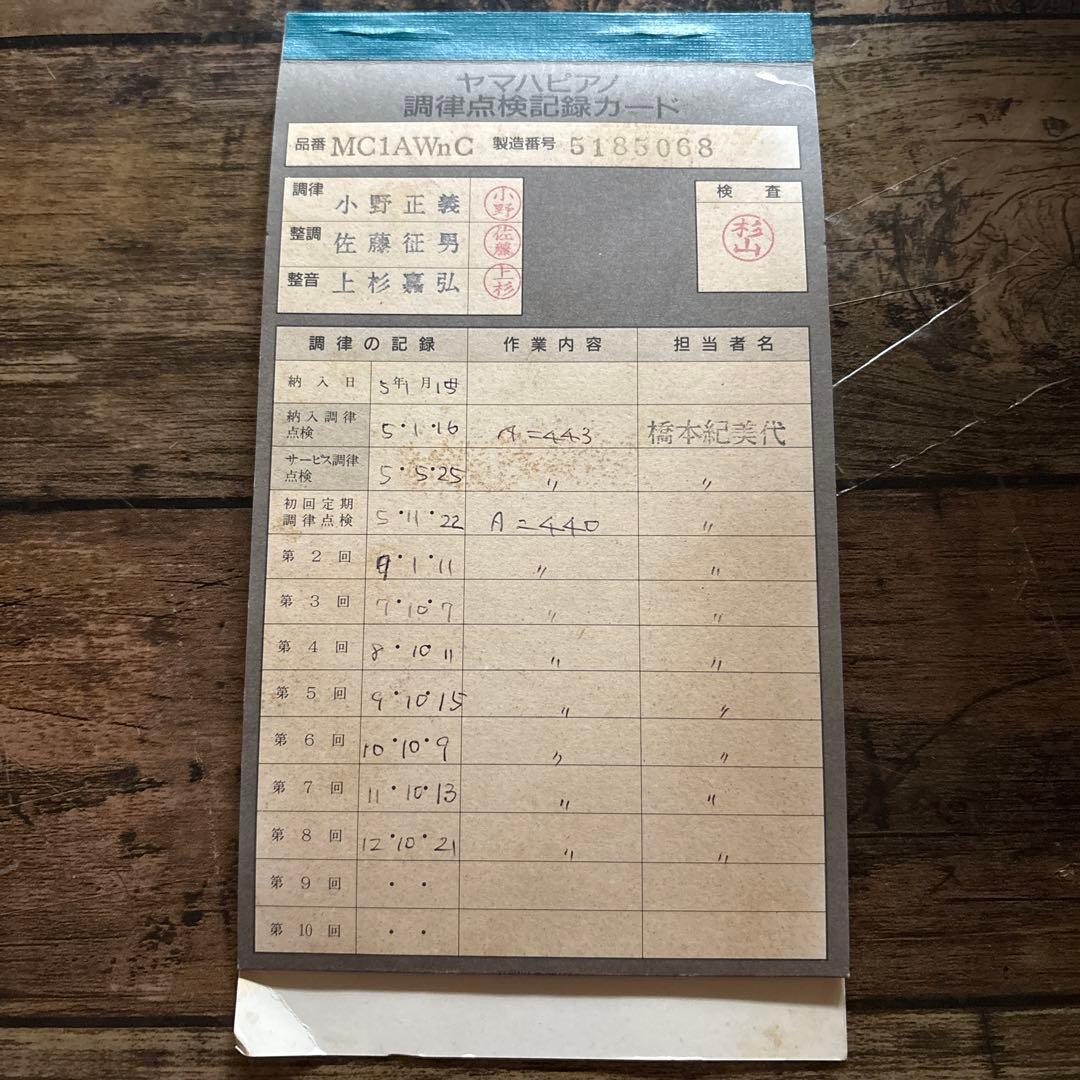 ヤマハピアノ
調律点検記録カード
品番 MC1AWnC 製造番号 5185068
調律 小野正義 小野
整調 佐藤征男 佐藤
整音 上杉嘉弘 上杉
検査
杉山
調律の記録 作業内容 担当者名
納入日 5年1月15日
納入調律点検 5・1・16 A=443 橋本紀美代
サービス調律点検 5・5・25 〃 〃
初回定期調律点検 5・11・22 A=440 〃
第2回 ・1・11 〃 〃
第3回 7・10・7 〃 〃
第4回 8・10・11 〃 〃
第5回 9・10・15 〃 〃
第6回 10・10・9 〃 〃
第7回 11・10・13 〃 〃
第8回 12・10・21 〃 〃
第9回 ・・
第10回 ・・